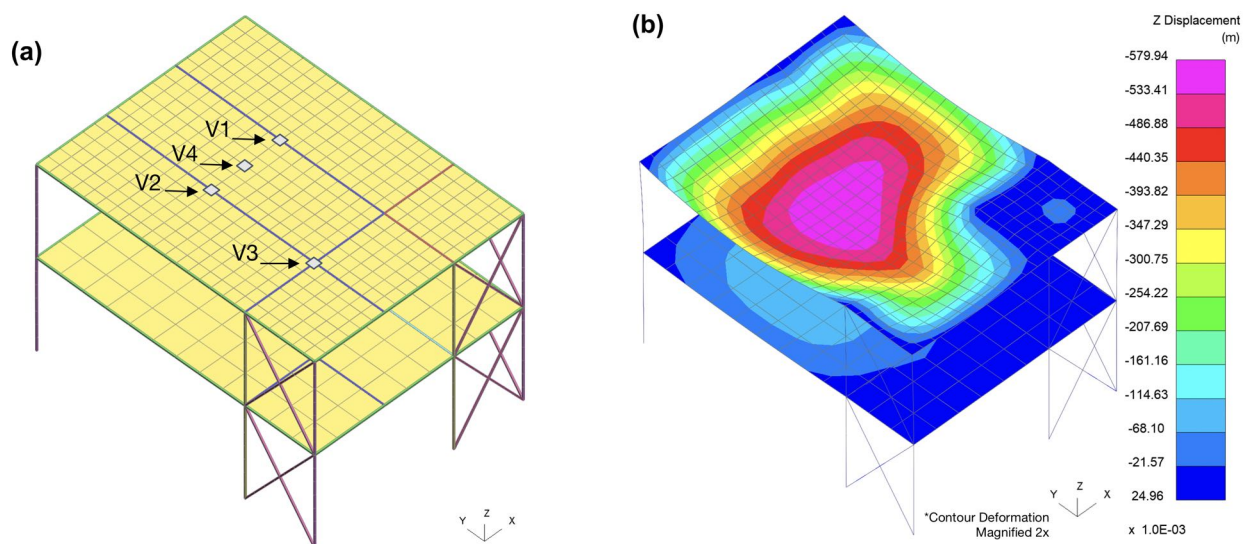 (a)
V1
V4
V2
V3
Y Z X
(b)
Z Displacement
(m)
-579.94
-533.41
-486.88
-440.35
-393.82
-347.29
-300.75
-254.22
-207.69
-161.16
-114.63
-68.10
-21.57
24.96
x 1.0E-03
Y Z X
*Contour Deformation
Magnified 2x